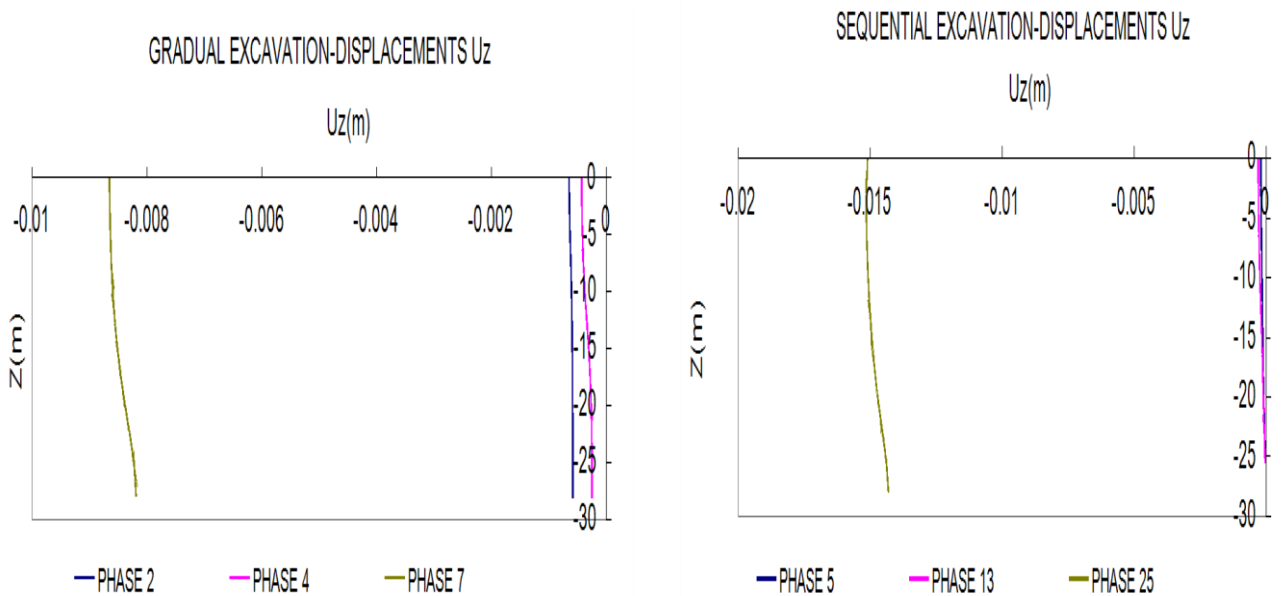 GRADUAL EXCAVATION-DISPLACEMENTS Uz
Uz(m)
-0.01 -0.008 -0.006 -0.004 -0.002 0
0
-5
-10
-15
-20
-25
-30
Z(m)
PHASE 2 PHASE 4 PHASE 7
SEQUENTIAL EXCAVATION-DISPLACEMENTS Uz
Uz(m)
-0.02 -0.015 -0.01 -0.005 0
0
-5
-10
-15
-20
-25
-30
Z(m)
PHASE 5 PHASE 13 PHASE 25